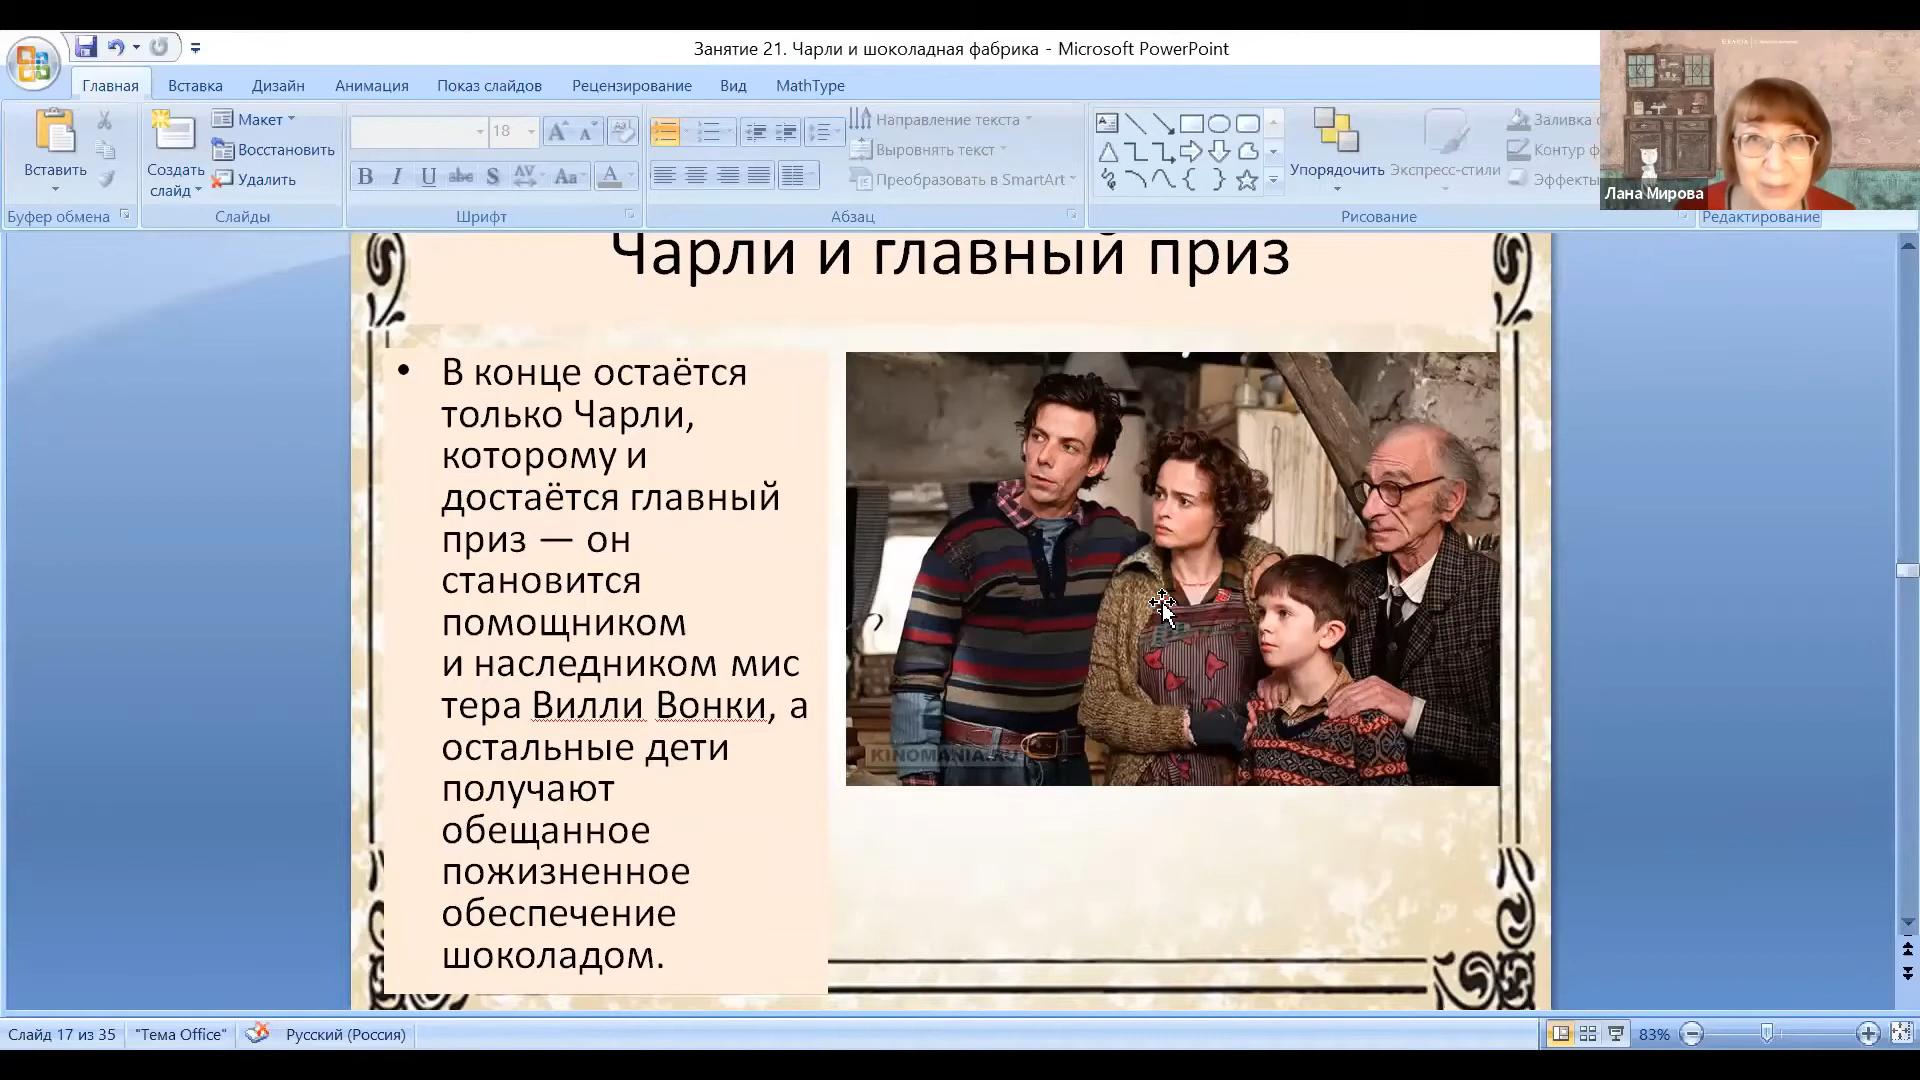 Занятие 21. Чарли и шоколадная фабрика - Microsoft PowerPoint
Главная
Вставка
Дизайн
Анимация
Показ слайдов
Рецензирование
Вид
MathType
Вставить
Буфер обмена
Создать
слайд
Макет
Восстановить
Удалить
Слайды
18
Шрифт
Направление текста
Выровнять текст
Преобразовать в SmartArt
Абзац
Упорядочить
Экспресс-стили
Заливка
Контур ф
Эффекты
Рисование
Редактирование
Лана Мирова
Чарли и главный приз
• В конце остаётся
только Чарли,
которому и
достаётся главный
приз — он
становится
помощником
и наследником мис
тера Вилли Вонки, а
остальные дети
получают
обещанное
пожизненное
обеспечение
шоколадом.
KINOMANIA.RU
Слайд 17 из 35
"Тема Office"
Русский (Россия)
83%